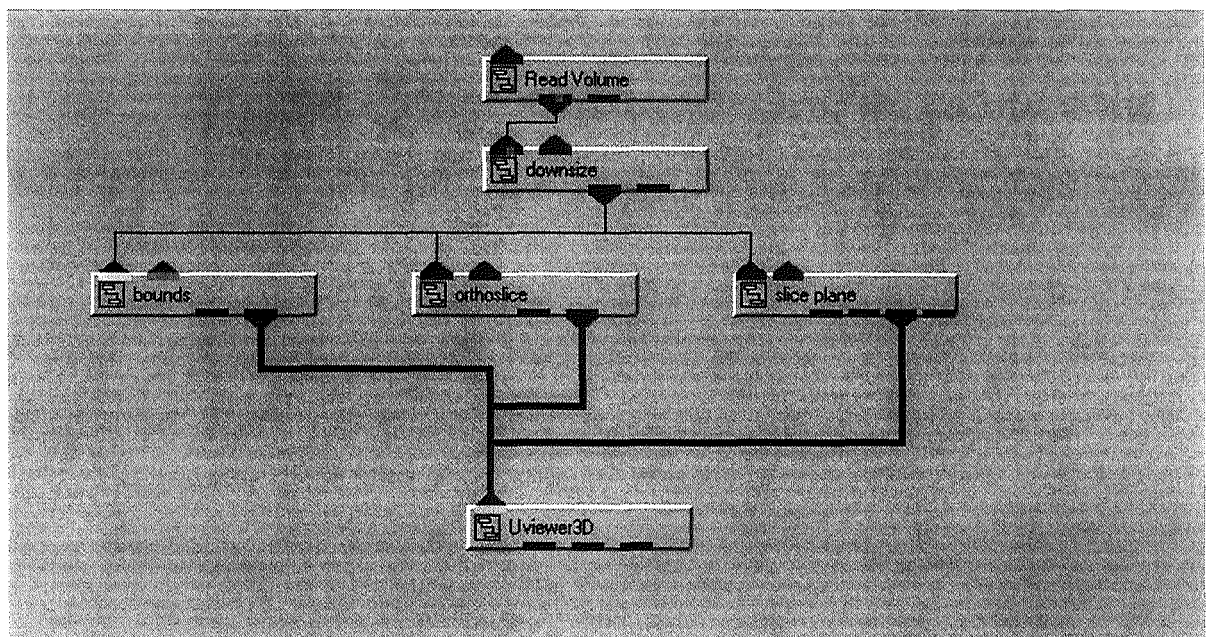 Read Volume
downsize
bounds
orthoslice
slice plane
Uviewer3D